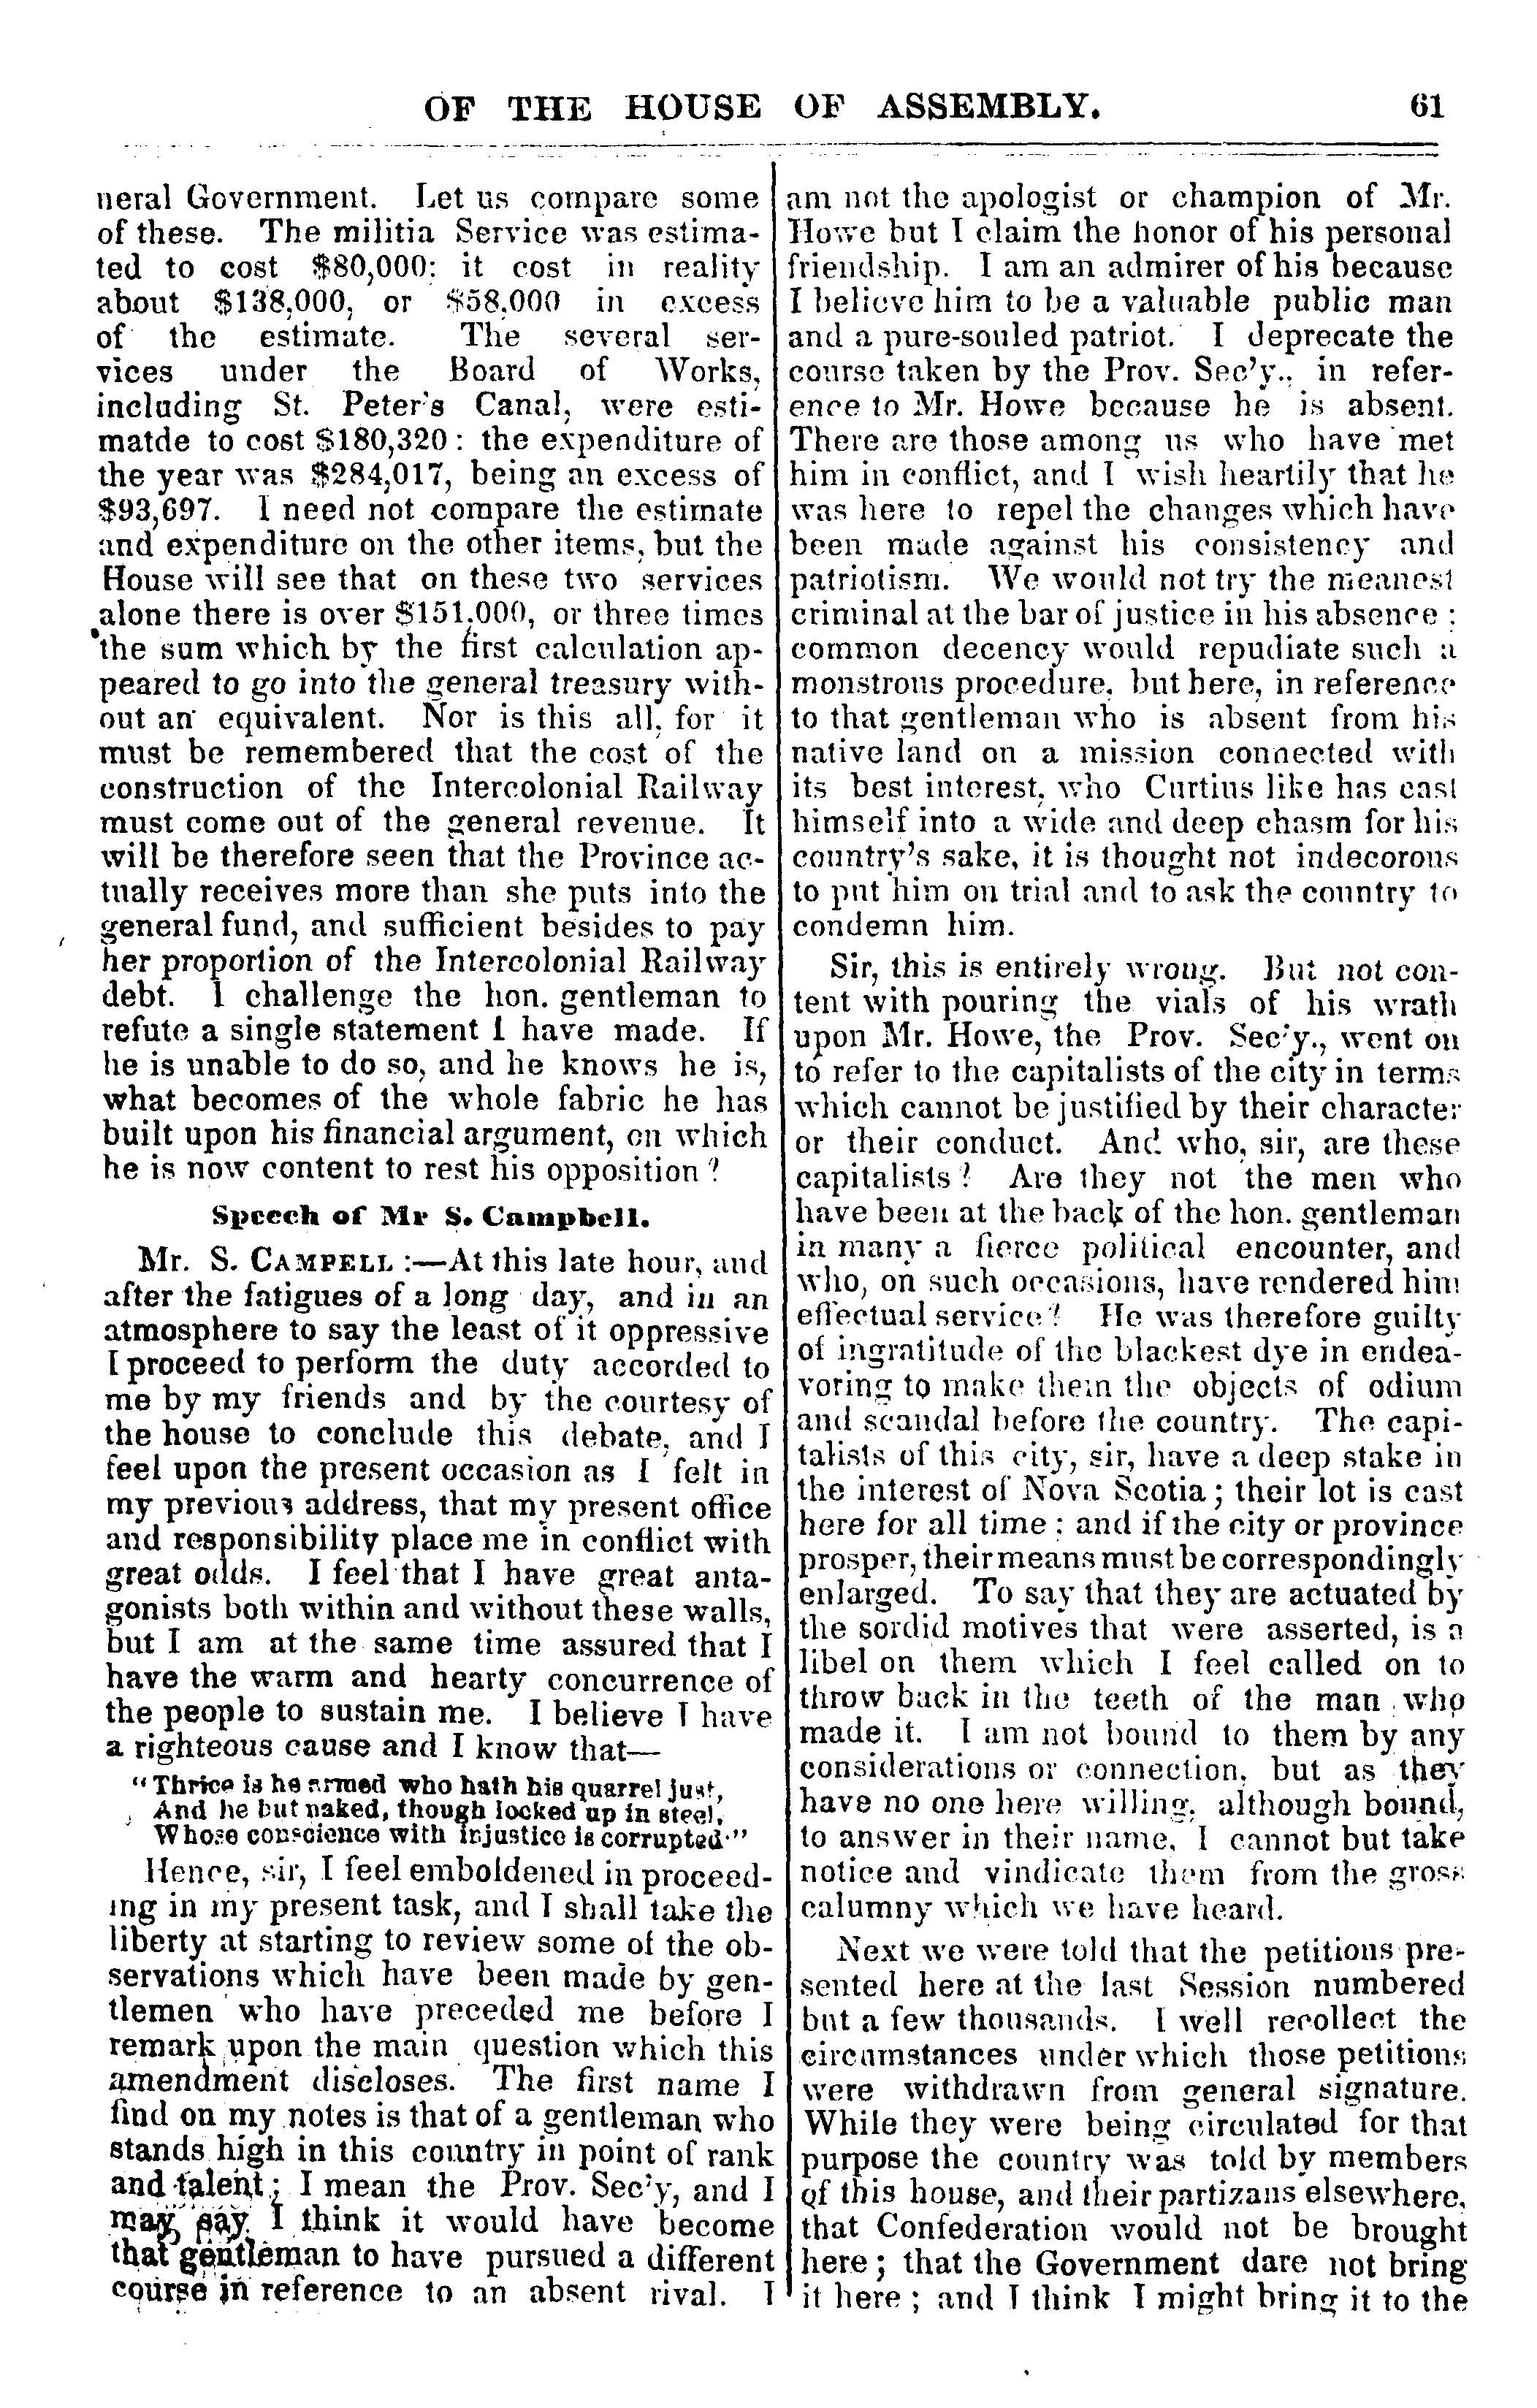 OF THE HOUSE OF ASSEMBLY. 61
neral Government. Let us compare some
of these. The militia Service was estima-
ted to cost $80,000: it cost in reality
about $138,000, or $58,000 in excess
of the estimate. The several ser-
vices under the Board of Works,
including St. Peter's Canal, were esti-
matde to cost $180,320 : the expenditure of
the year was $284,017, being an excess of
$93,697. I need not compare the estimate
and expenditure on the other items, but the
House will see that on these two services
alone there is over $151,000, or three times
the sum which by the first calculation ap-
peared to go into the general treasury with-
out an equivalent. Nor is this all, for it
must be remembered that the cost of the
construction of the Intercolonial Railway
must come out of the general revenue. It
will be therefore seen that the Province ac-
tually receives more than she puts into the
general fund, and sufficient besides to pay
her proportion of the Intercolonial Railway
debt. I challenge the hon. gentleman to
refute a single statement I have made. If
he is unable to do so, and he knows he is,
what becomes of the whole fabric he has
built upon his financial argument, on which
he is now content to rest his opposition ?
Speech of Mr S. Campbell.
Mr. S. CAMPELL :—At this late hour, and
after the fatigues of a long day, and in an
atmosphere to say the least of it oppressive
I proceed to perform the duty accorded to
me by my friends and by the courtesy of
the house to conclude this debate, and I
feel upon the present occasion as I felt in
my previous address, that my present office
and responsibility place me in conflict with
great odds. I feel that I have great anta-
gonists both within and without these walls,
but I am at the same time assured that I
have the warm and hearty concurrence of
the people to sustain me. I believe I have
a righteous cause and I know that—
"Thrice is he armed who hath his quarrel just,
And he but naked, though locked up in steel,
Whose conscience with injustice is corrupted."
Hence, sir, I feel emboldened in proceed-
ing in my present task, and I shall take the
liberty at starting to review some of the ob-
servations which have been made by gen-
tlemen who have preceded me before I
remark upon the main question which this
amendment discloses. The first name I
find on my notes is that of a gentleman who
stands high in this country in point of rank
and talent ; I mean the Prov. Sec'y, and I
may say I think it would have become
that gentleman to have pursued a different
course in reference to an absent rival. I
am not the apologist or champion of Mr.
Howe but I claim the honor of his personal
friendship. I am an admirer of his because
I believe him to be a valuable public man
and a pure-souled patriot. I deprecate the
course taken by the Prov. Sec'y., in refer-
ence to Mr. Howe because he is absent.
There are those among us who have met
him in conflict, and I wish heartily that he
was here to repel the changes which have
been made against his consistency and
patriotism. We would not try the meanest
criminal at the bar of justice in his absence ;
common decency would repudiate such a
monstrous procedure, but here, in reference
to that gentleman who is absent from his
native land on a mission connected with
its best interest, who Curtius like has cast
himself into a wide and deep chasm for his
country's sake, it is thought not indecorous
to put him on trial and to ask the country to
condemn him.
Sir, this is entirely wroug. But not con-
tent with pouring the vials of his wrath
upon Mr. Howe, the Prov. Sec'y., went on
to refer to the capitalists of the city in terms
which cannot be justified by their character
or their conduct. And who, sir, are these
capitalists ? Are they not the men who
have been at the back of the hon. gentleman
in many a fierce political encounter, and
who, on such occasions, have rendered him
effectual service ? He was therefore guilty
of ingratitude of the blackest dye in endea-
voring to make them the objects of odium
and scandal before the country. The capi-
talists of this city, sir, have a deep stake in
the interest of Nova Scotia ; their lot is cast
here for all time : and if the city or province
prosper, their means must be correspondingly
enlarged. To say that they are actuated by
the sordid motives that were asserted, is a
libel on them which I feel called on to
throw back in the teeth of the man who
made it. I am not bound to them by any
considerations or connection, but as they
have no one here willing, although bound,
to answer in their name, I cannot but take
notice and vindicate them from the gross
calumny which we have heard.
Next we were told that the petitions pre-
sented here at the last Session numbered
but a few thousands. I well recollect the
circumstances under which those petitions
were withdrawn from general signature.
While they were being circulated for that
purpose the country was told by members
of this house, and their partizans elsewhere,
that Confederation would not be brought
here ; that the Government dare not bring
it here ; and I think I might bring it to the